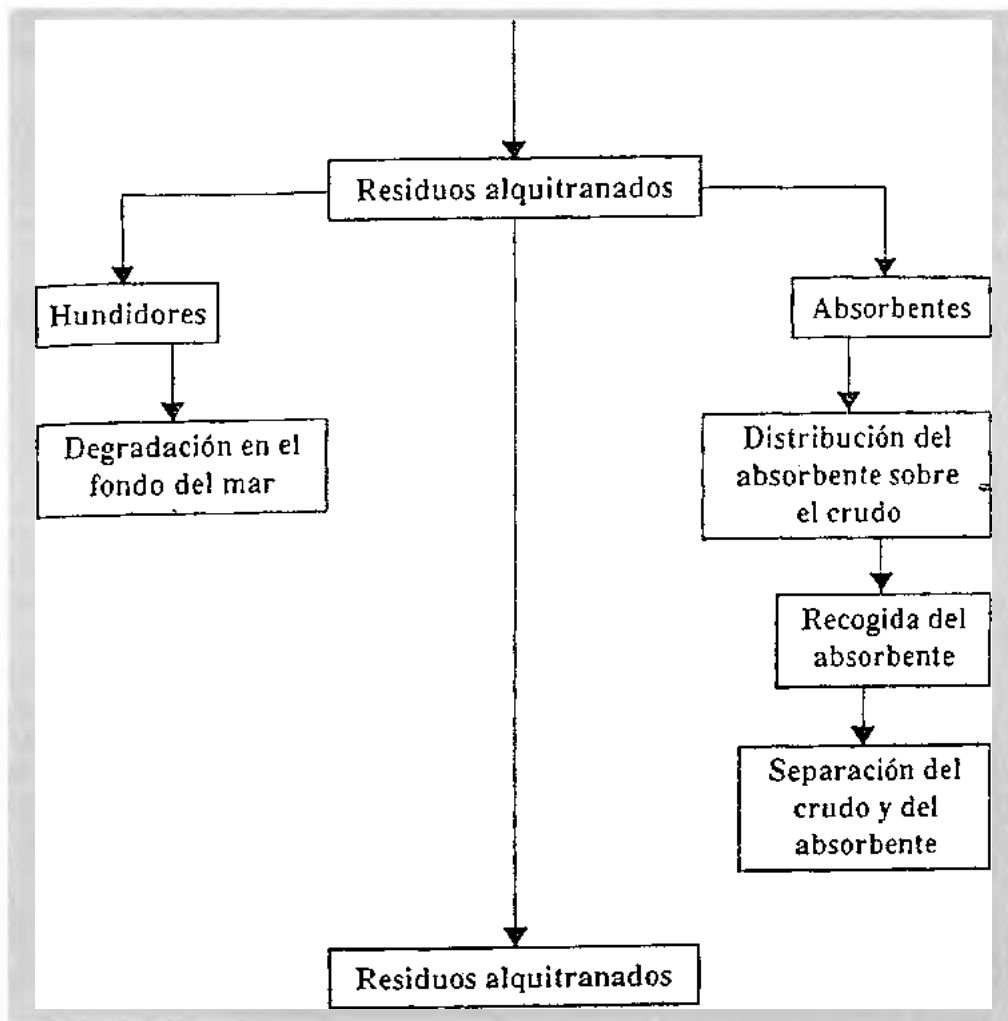 Residuos alquitranados
Hundidores
Absorbentes
Degradación en el
fondo del mar
Distribución del
absorbente sobre
el crudo
Recogida del
absorbente
Separación del
crudo y del
absorbente
Residuos alquitranados